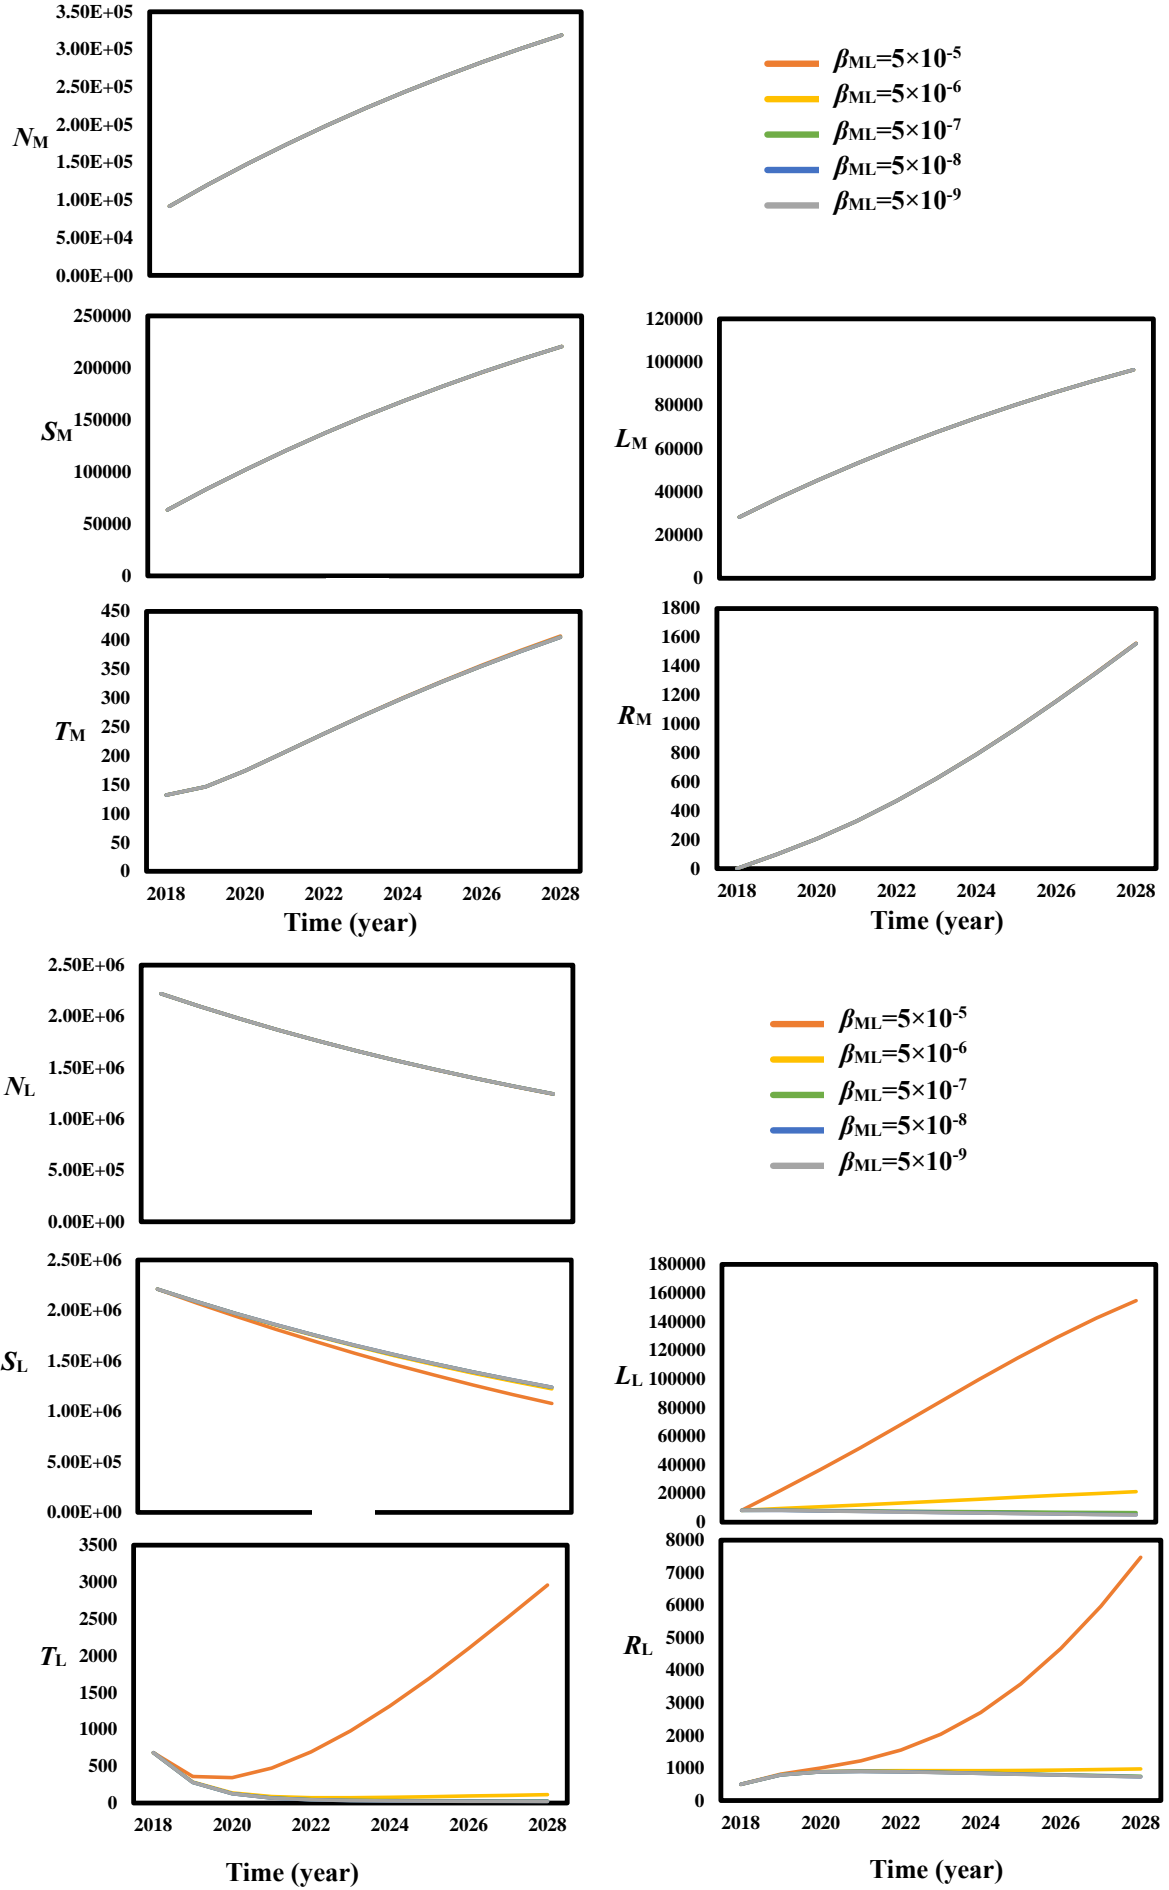 3.50E+05
3.00E+05
2.50E+05
2.00E+05
1.50E+05
1.00E+05
5.00E+04
0.00E+00
N_M
β_ML=5×10⁻⁵
β_ML=5×10⁻⁶
β_ML=5×10⁻⁷
β_ML=5×10⁻⁸
β_ML=5×10⁻⁹
250000
200000
150000
100000
50000
0
S_M
120000
100000
80000
60000
40000
20000
0
L_M
450
400
350
300
250
200
150
100
50
0
T_M
2018 2020 2022 2024 2026 2028
Time (year)
1800
1600
1400
1200
1000
800
600
400
200
0
R_M
2018 2020 2022 2024 2026 2028
Time (year)
2.50E+06
2.00E+06
1.50E+06
1.00E+06
5.00E+05
0.00E+00
N_L
β_ML=5×10⁻⁵
β_ML=5×10⁻⁶
β_ML=5×10⁻⁷
β_ML=5×10⁻⁸
β_ML=5×10⁻⁹
2.50E+06
2.00E+06
1.50E+06
1.00E+06
5.00E+05
0.00E+00
S_L
180000
160000
140000
120000
100000
80000
60000
40000
20000
0
L_L
3500
3000
2500
2000
1500
1000
500
0
T_L
2018 2020 2022 2024 2026 2028
Time (year)
8000
7000
6000
5000
4000
3000
2000
1000
0
R_L
2018 2020 2022 2024 2026 2028
Time (year)